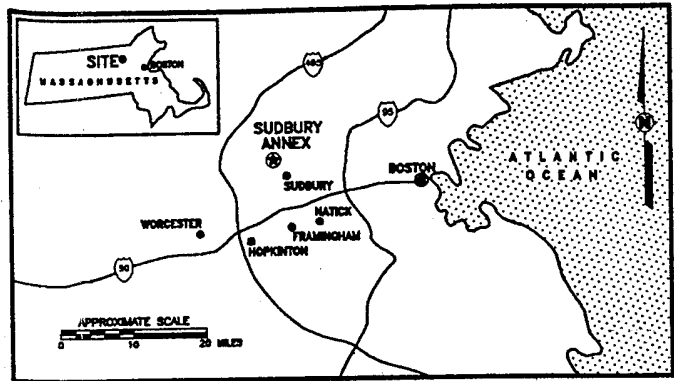 SITE
BOSTON
MASSACHUSETTS
495
95
SUDBURY
ANNEX
SUDBURY
BOSTON
ATLANTIC
OCEAN
N
WORCESTER
NATICK
FRAMINGHAM
HOPKINTON
90
APPROXIMATE SCALE
0 10 20 MILES